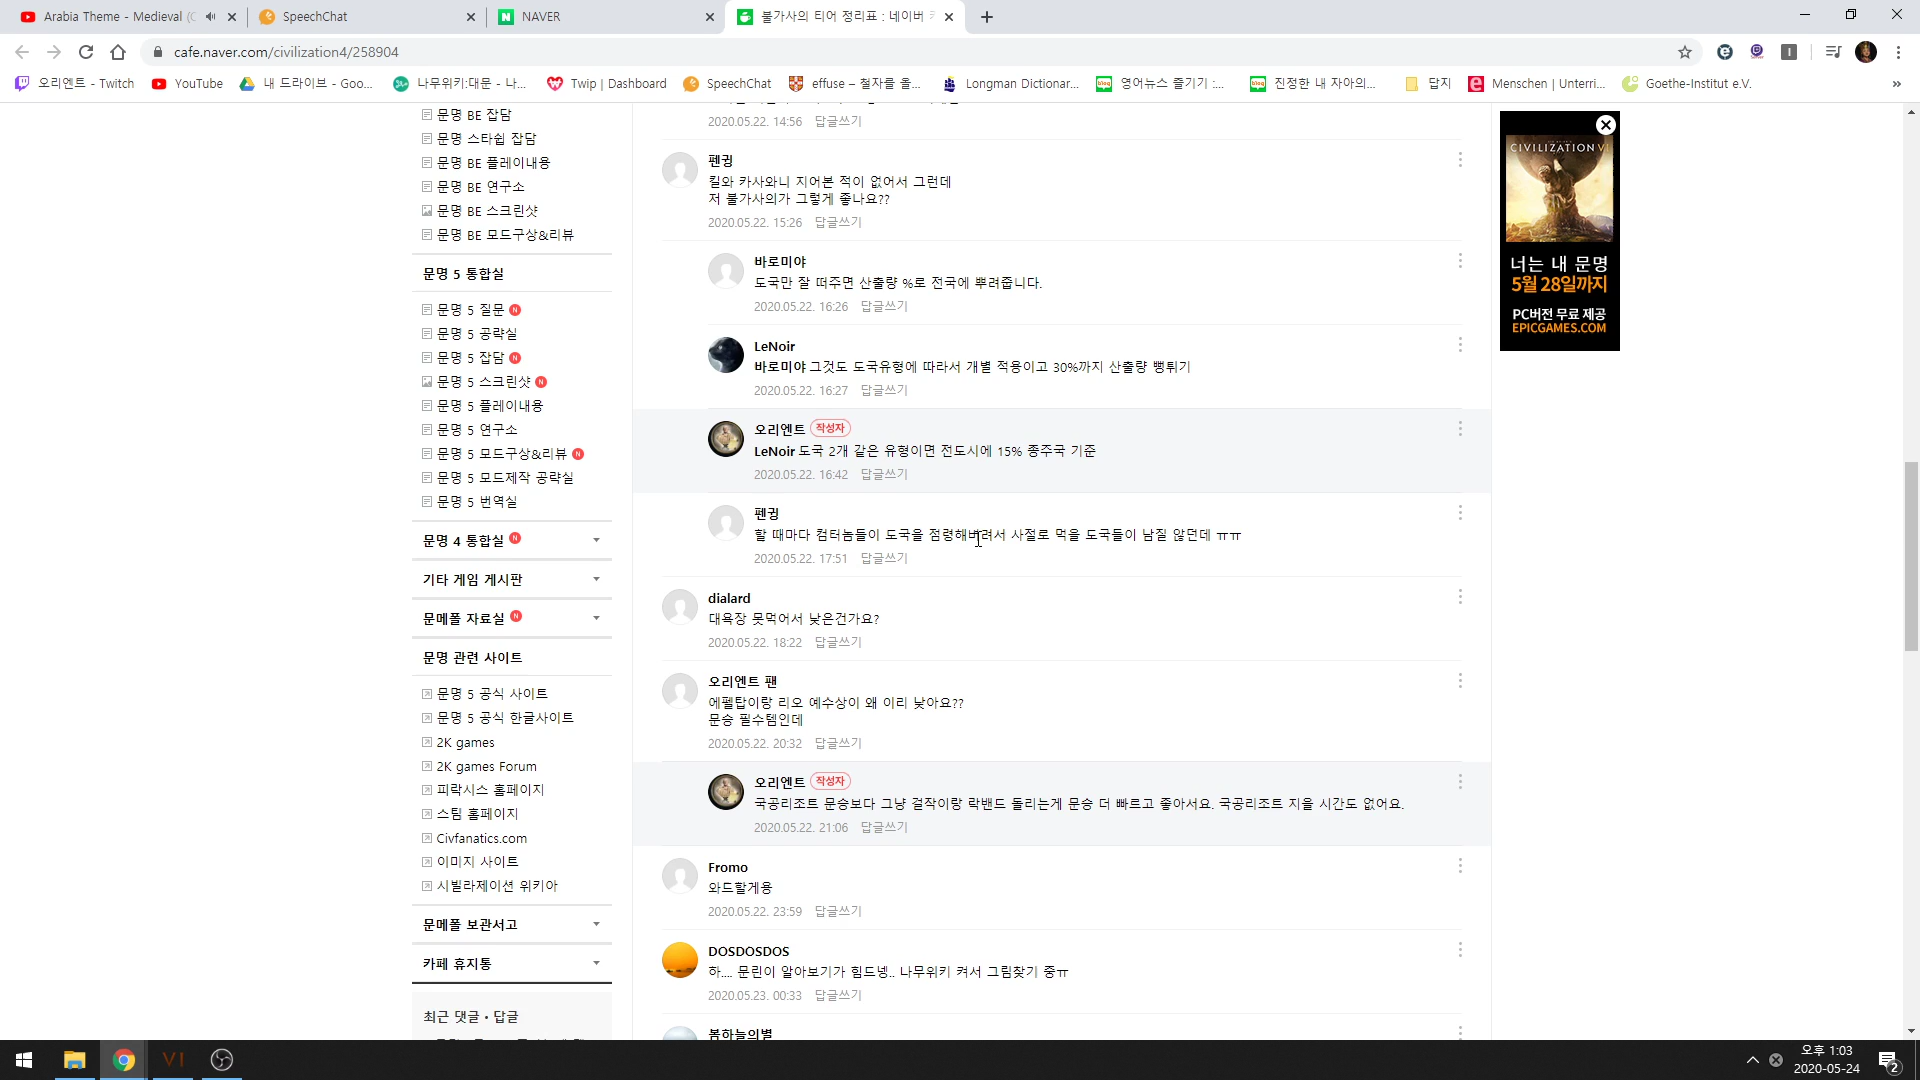 Arabia Theme - Medieval (C
SpeechChat
NAVER
불가사의 티어 정리표 : 네이버 카
cafe.naver.com/civilization4/258904
오리엔트 - Twitch
YouTube
내 드라이브 - Goo...
나무위키:대문 - 나...
Twip | Dashboard
SpeechChat
effuse – 철자를 올...
Longman Dictionar...
영어뉴스 즐기기 :...
진정한 내 자아의...
답지
Menschen | Unterri...
Goethe-Institut e.V.
»
문명 BE 잡담
문명 스타쉽 잡담
문명 BE 플레이내용
문명 BE 연구소
문명 BE 스크린샷
문명 BE 모드구상&리뷰
문명 5 통합실
문명 5 질문 N
문명 5 공략실
문명 5 잡담 N
문명 5 스크린샷 N
문명 5 플레이내용
문명 5 연구소
문명 5 모드구상&리뷰 N
문명 5 모드제작 공략실
문명 5 번역실
문명 4 통합실 N
기타 게임 게시판
문메폴 자료실 N
문명 관련 사이트
문명 5 공식 사이트
문명 5 공식 한글사이트
2K games
2K games Forum
피락시스 홈페이지
스팀 홈페이지
Civfanatics.com
이미지 사이트
시빌라제이션 위키아
문메폴 보관서고
카페 휴지통
최근 댓글 • 답글
2020.05.22. 14:56 답글쓰기
펜귕
킬와 카사와니 지어본 적이 없어서 그런데
저 불가사의가 그렇게 좋나요??
2020.05.22. 15:26 답글쓰기
바로미야
도국만 잘 떠주면 산출량 %로 전국에 뿌려줍니다.
2020.05.22. 16:26 답글쓰기
LeNoir
바로미야 그것도 도국유형에 따라서 개별 적용이고 30%까지 산출량 뻥튀기
2020.05.22. 16:27 답글쓰기
오리엔트 작성자
LeNoir 도국 2개 같은 유형이면 전도시에 15% 종주국 기준
2020.05.22. 16:42 답글쓰기
펜귕
할 때마다 컴터놈들이 도국을 점령해버려서 사절로 먹을 도국들이 남질 않던데 ㅠㅠ
2020.05.22. 17:51 답글쓰기
dialard
대욕장 못먹어서 낮은건가요?
2020.05.22. 18:22 답글쓰기
오리엔트 팬
에펠탑이랑 리오 예수상이 왜 이리 낮아요??
문승 필수템인데
2020.05.22. 20:32 답글쓰기
오리엔트 작성자
국공리조트 문승보다 그냥 걸작이랑 락밴드 돌리는게 문승 더 빠르고 좋아서요. 국공리조트 지을 시간도 없어요.
2020.05.22. 21:06 답글쓰기
Fromo
와드할게용
2020.05.22. 23:59 답글쓰기
DOSDOSDOS
하.... 문린이 알아보기가 힘드넹.. 나무위키 켜서 그림찾기 중ㅠ
2020.05.23. 00:33 답글쓰기
봄하늘의별
CIVILIZATION VI
너는 내 문명
5월 28일까지
PC버전 무료 제공
EPICGAMES.COM
VI
오후 1:03
2020-05-24
2